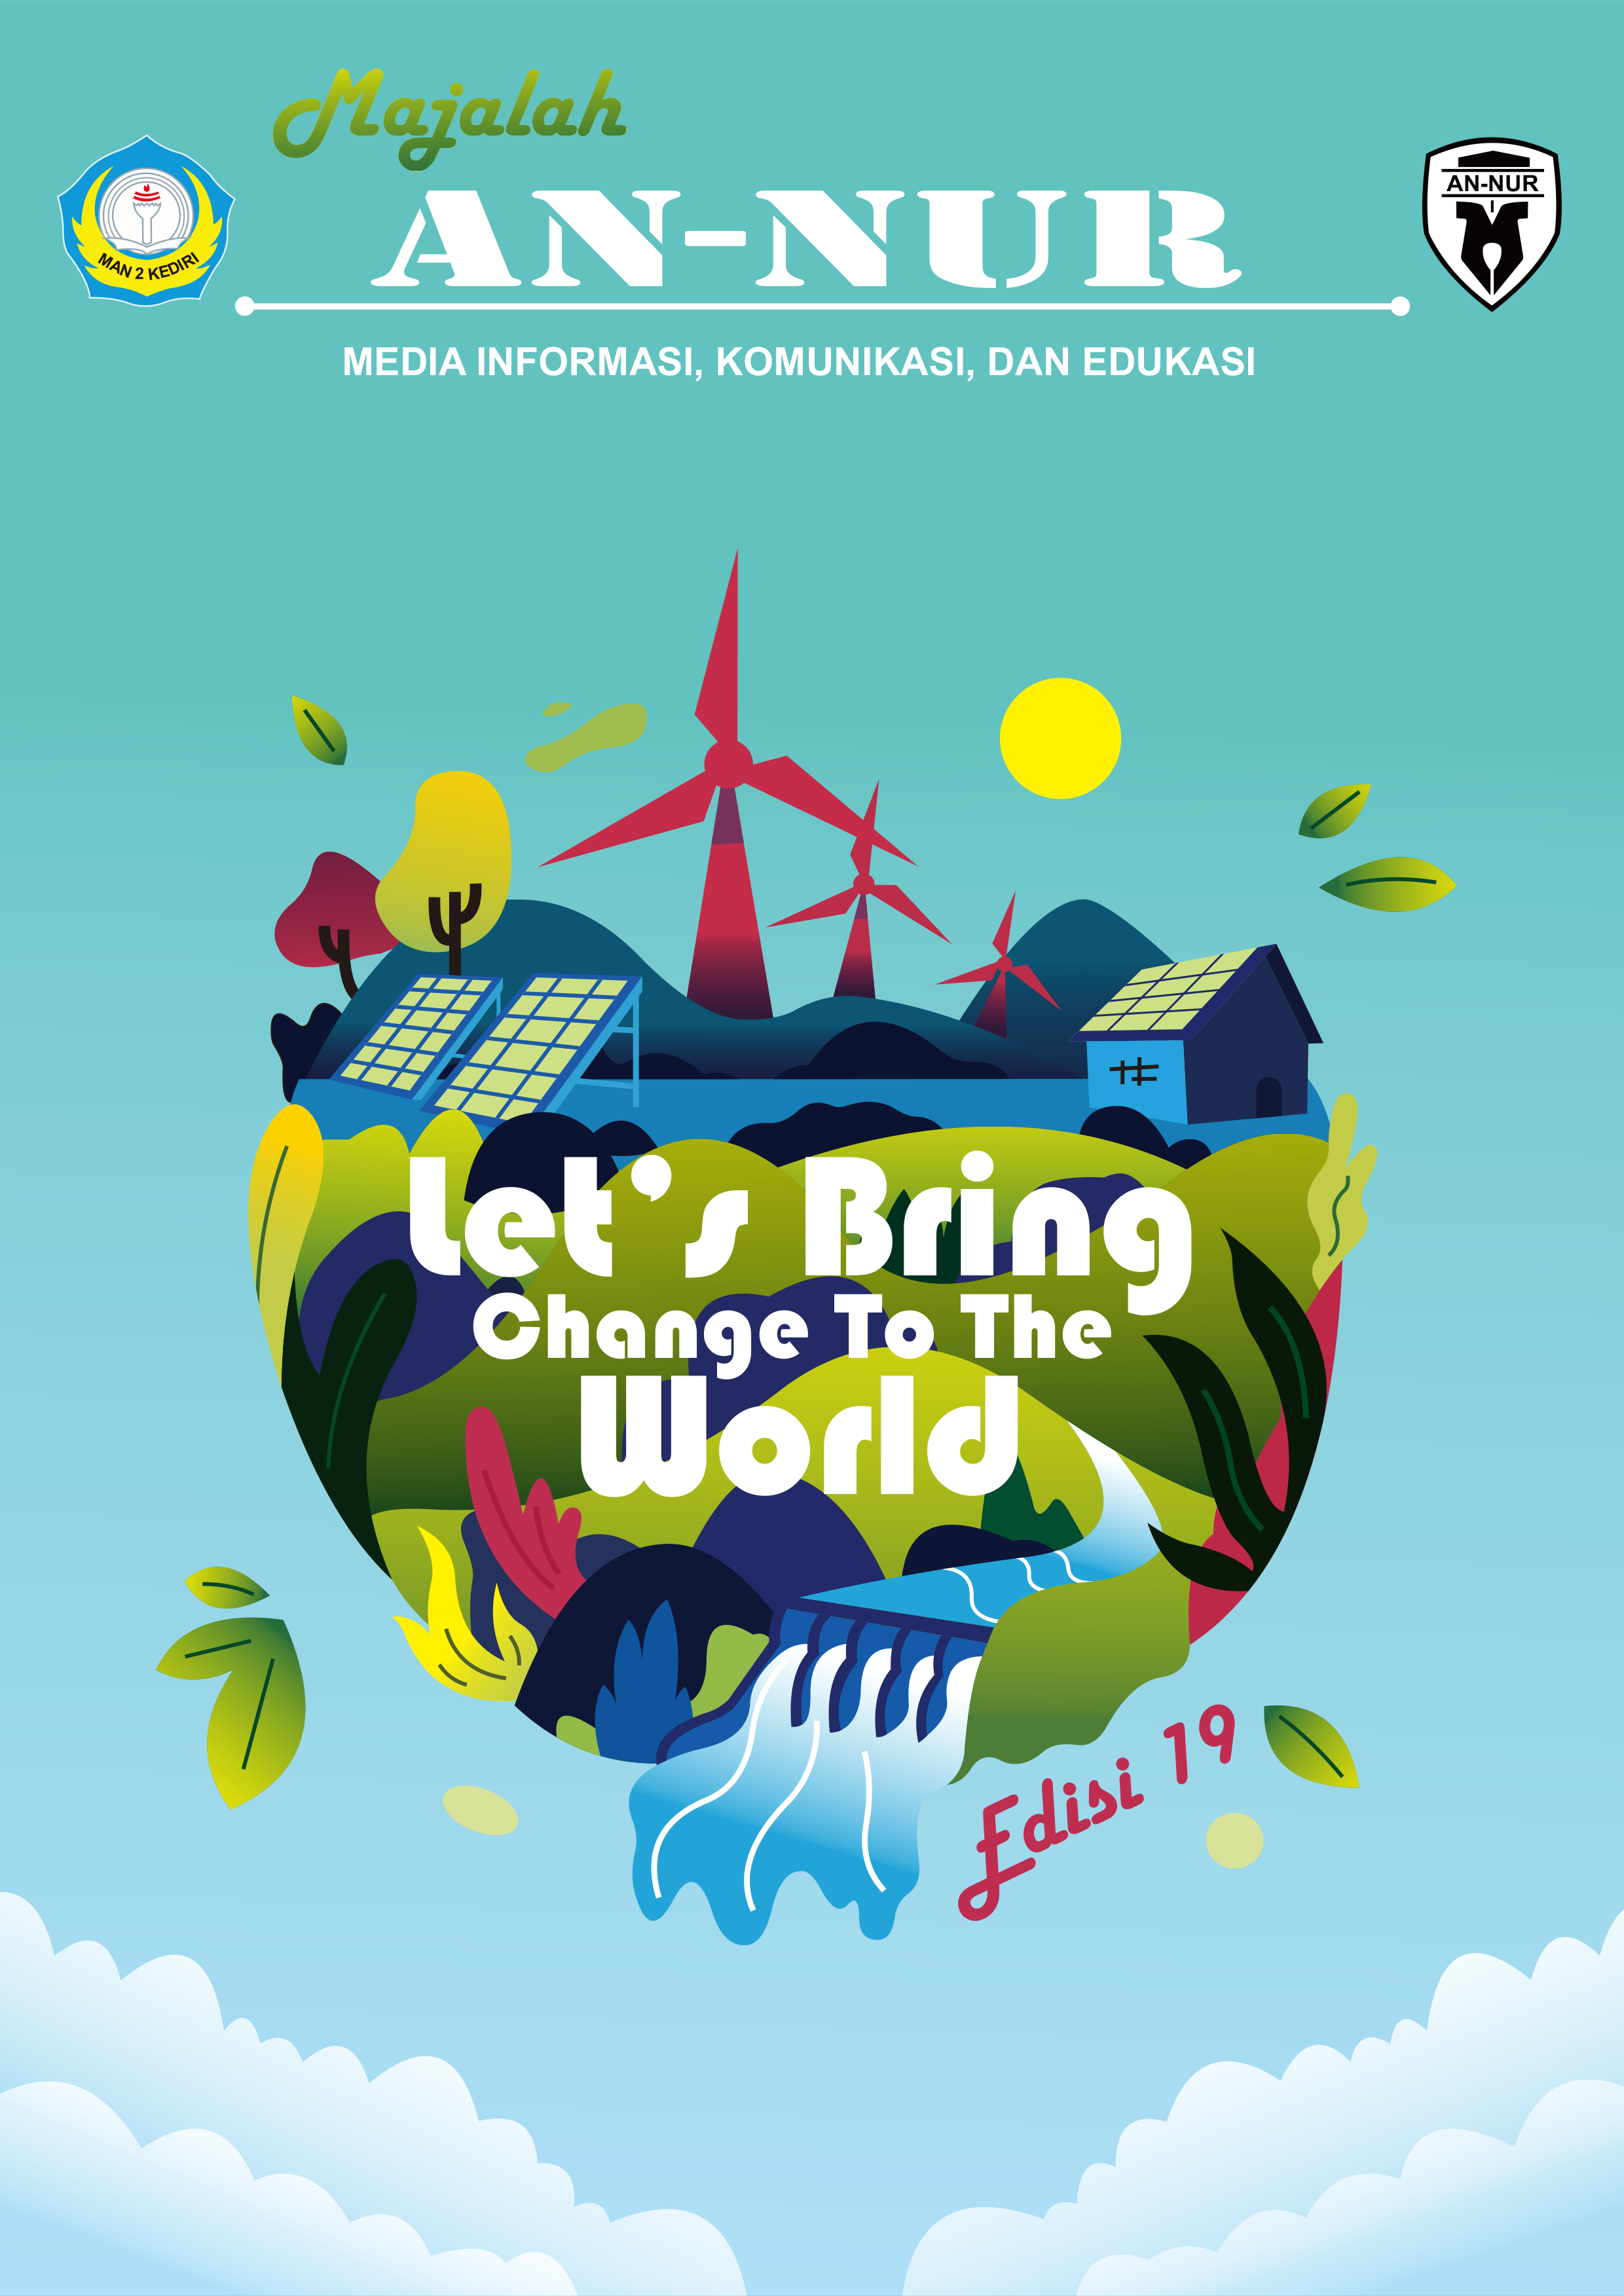 Majalah
AN-NUR
MAN 2 KEDIRI
AN-NUR
MEDIA INFORMASI, KOMUNIKASI, DAN EDUKASI
Let's Bring
Change To The
World
Edisi 19